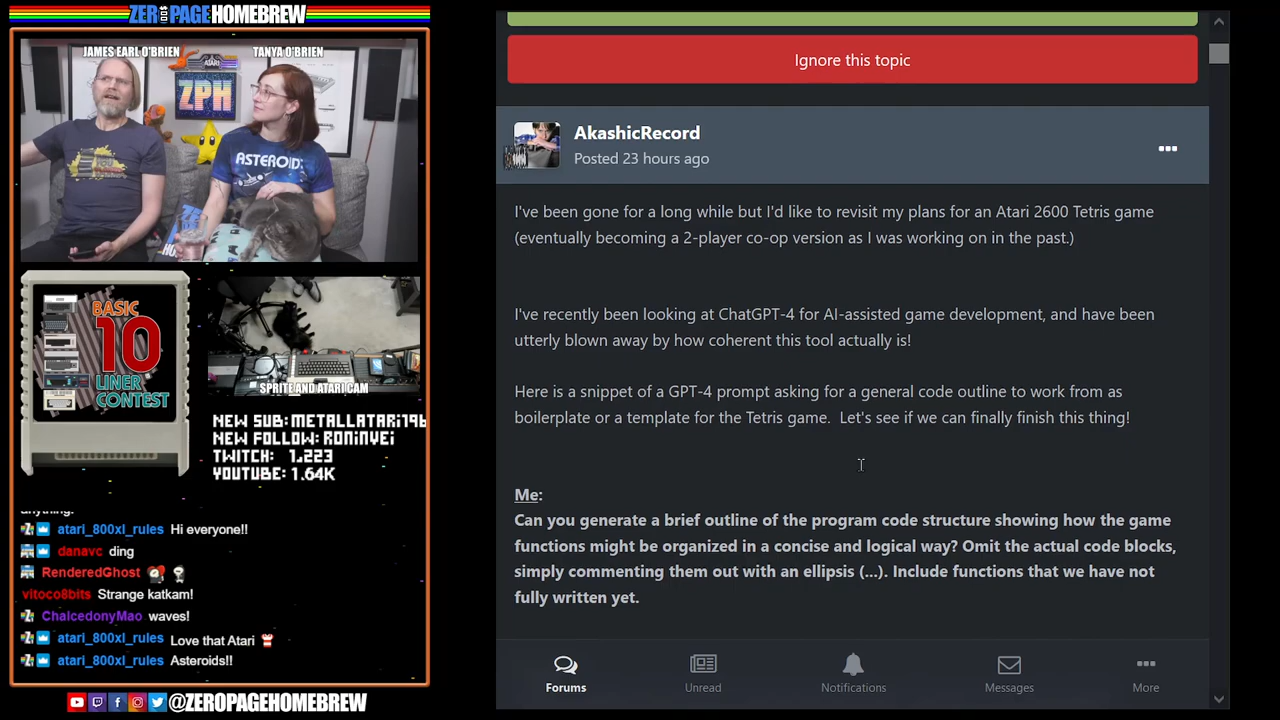 ZEROPAGE HOMEBREW
JAMES EARL O'BRIEN
TANYA O'BRIEN
ATARI
ZPH
ASTEROIDS
BASIC
10
LINER
CONTEST
SPRITE AND ATARI CAM
NEW SUB: METALLATARI196
NEW FOLLOW: RONINVEI
TWITCH: 1,223
YOUTUBE: 1.64K
anything.
atari_800xl_rules Hi everyone!!
danavc ding
RenderedGhost
vitoco8bits Strange katkam!
ChalcedonyMao waves!
atari_800xl_rules Love that Atari
atari_800xl_rules Asteroids!!
@ZEROPAGEHOMEBREW
Ignore this topic
AkashicRecord
Posted 23 hours ago
I've been gone for a long while but I'd like to revisit my plans for an Atari 2600 Tetris game
(eventually becoming a 2-player co-op version as I was working on in the past.)
I've recently been looking at ChatGPT-4 for AI-assisted game development, and have been
utterly blown away by how coherent this tool actually is!
Here is a snippet of a GPT-4 prompt asking for a general code outline to work from as
boilerplate or a template for the Tetris game.  Let's see if we can finally finish this thing!
Me:
Can you generate a brief outline of the program code structure showing how the game
functions might be organized in a concise and logical way? Omit the actual code blocks,
simply commenting them out with an ellipsis (...). Include functions that we have not
fully written yet.
Forums
Unread
Notifications
Messages
More